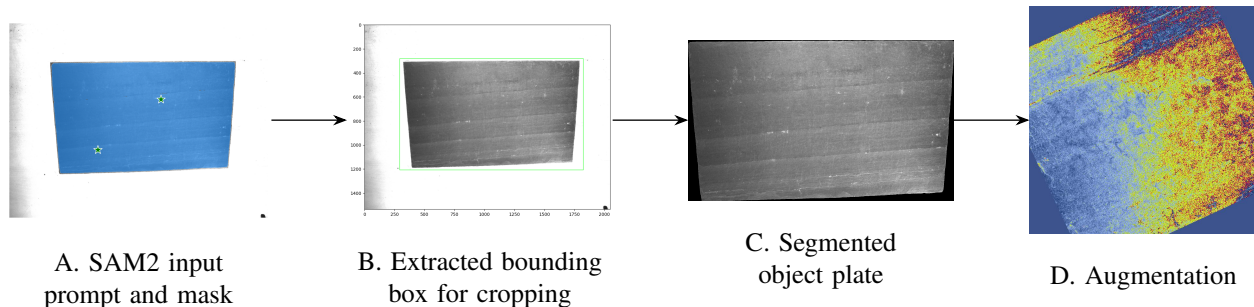 0
200
400
600
800
1000
1200
1400
0 250 500 750 1000 1250 1500 1750 2000
A. SAM2 input
prompt and mask
B. Extracted bounding
box for cropping
C. Segmented
object plate
D. Augmentation